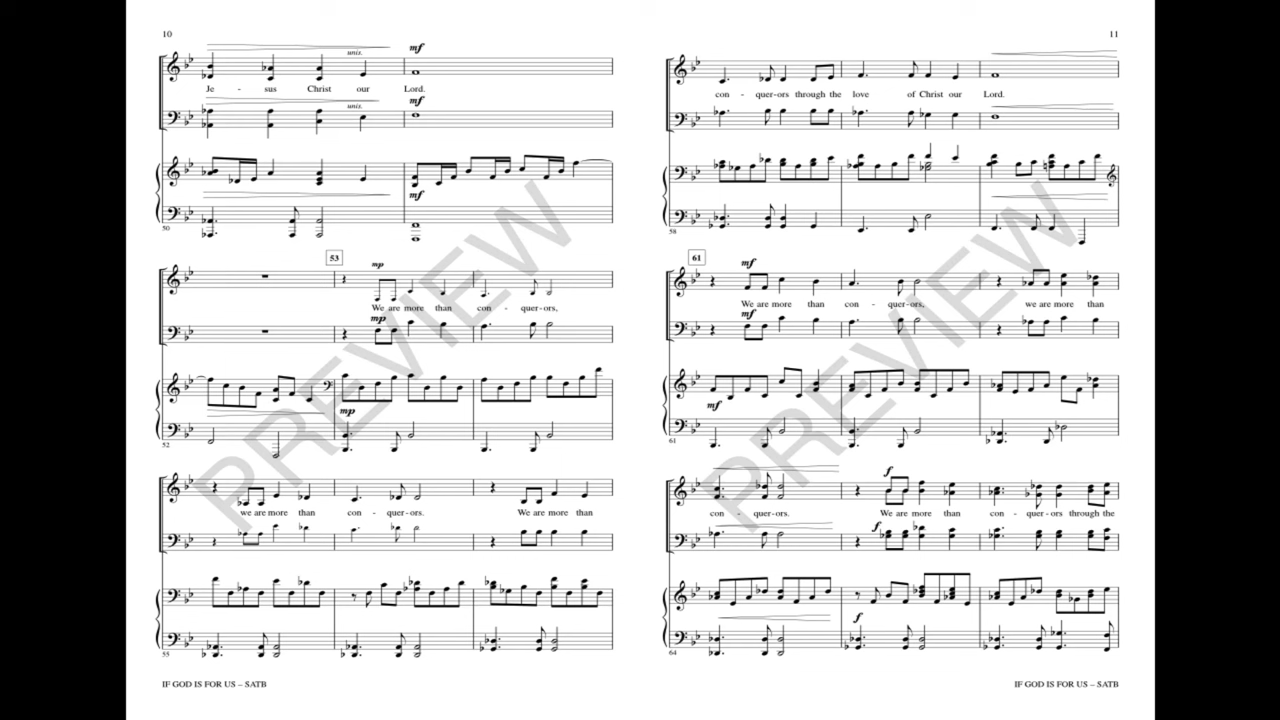 10
unis.
mf
Je - sus Christ our Lord.
unis.
mf
mf
50
53
mp
We are more than con - quer-ors,
mp
mp
52
we are more than con - quer-ors. We are more than
55
IF GOD IS FOR US – SATB
11
con - quer-ors through the love of Christ our Lord.
58
61
mf
We are more than con - quer-ors, we are more than
mf
mf
61
f
con - quer-ors. We are more than con - quer-ors through the
f
f
64
IF GOD IS FOR US – SATB
PREVIEW
PREVIEW